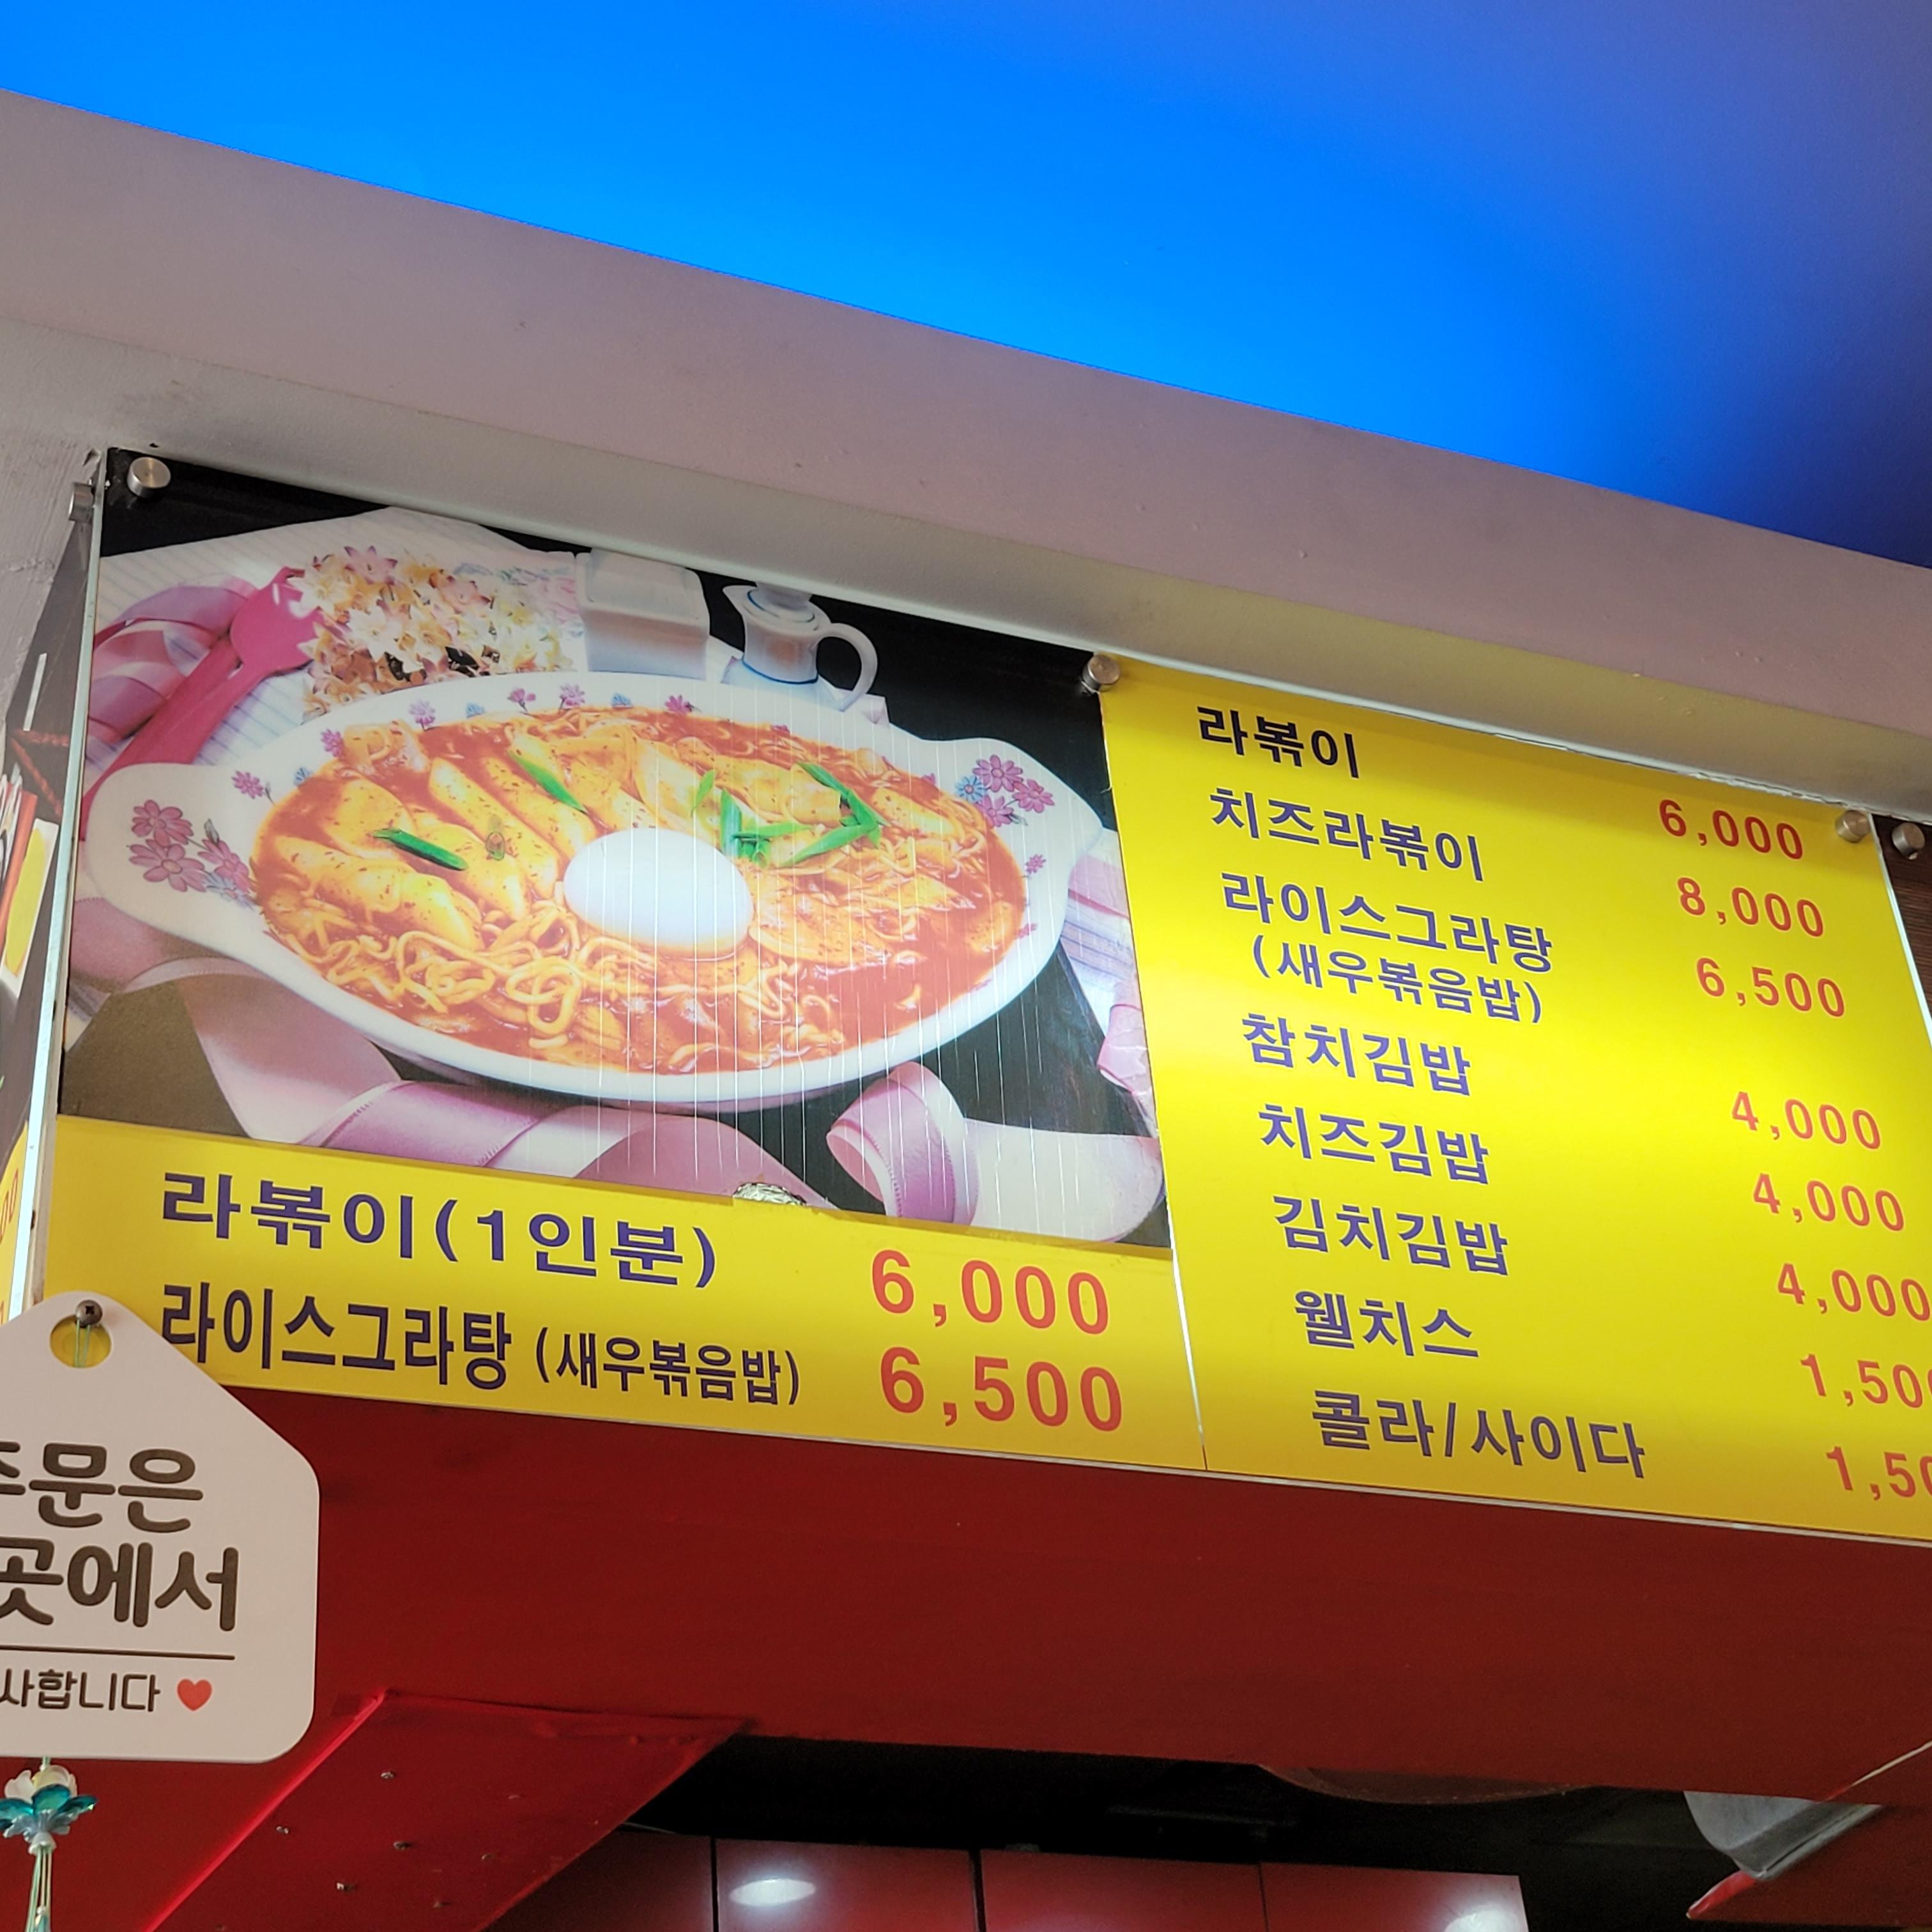 라볶이 6,000
치즈라볶이 8,000
라이스그라탕 6,500
(새우볶음밥)
참치김밥 4,000
치즈김밥 4,000
김치김밥 4,000
웰치스 1,500
콜라/사이다
라볶이(1인분) 6,000
라이스그라탕 (새우볶음밥) 6,500
주문은
곳에서
사합니다